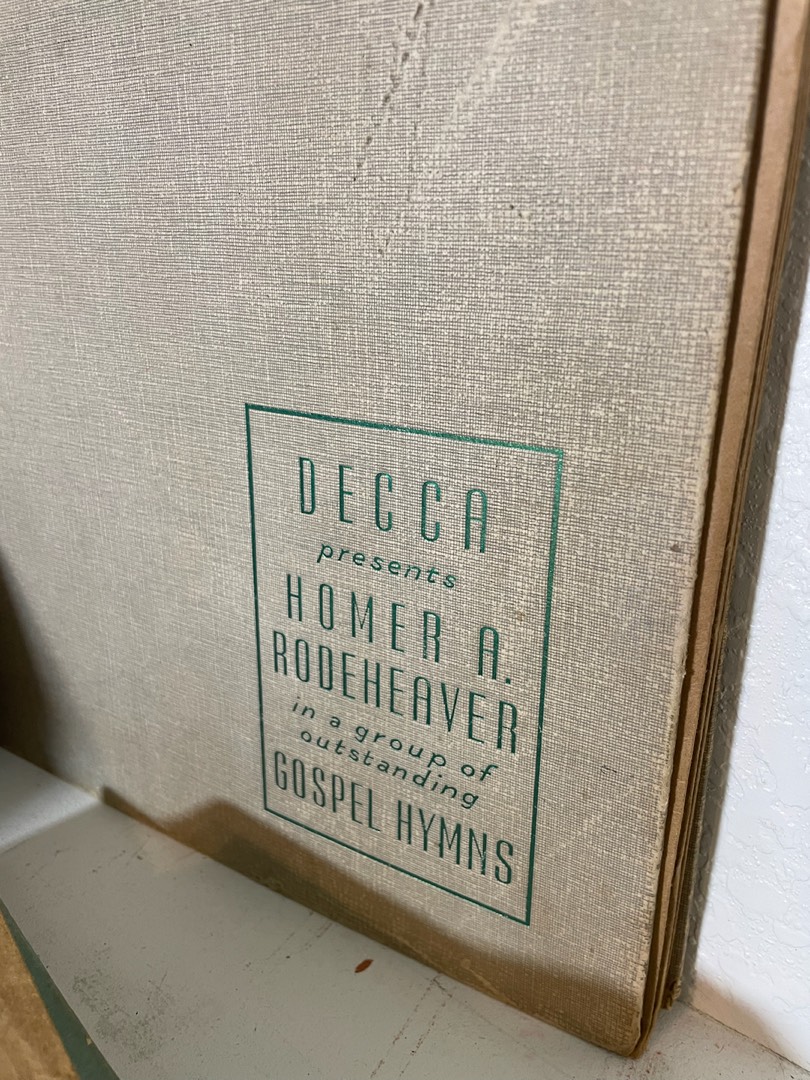 DECCA
presents
HOMER A.
RODEHEAVER
in a group of
outstanding
GOSPEL HYMNS